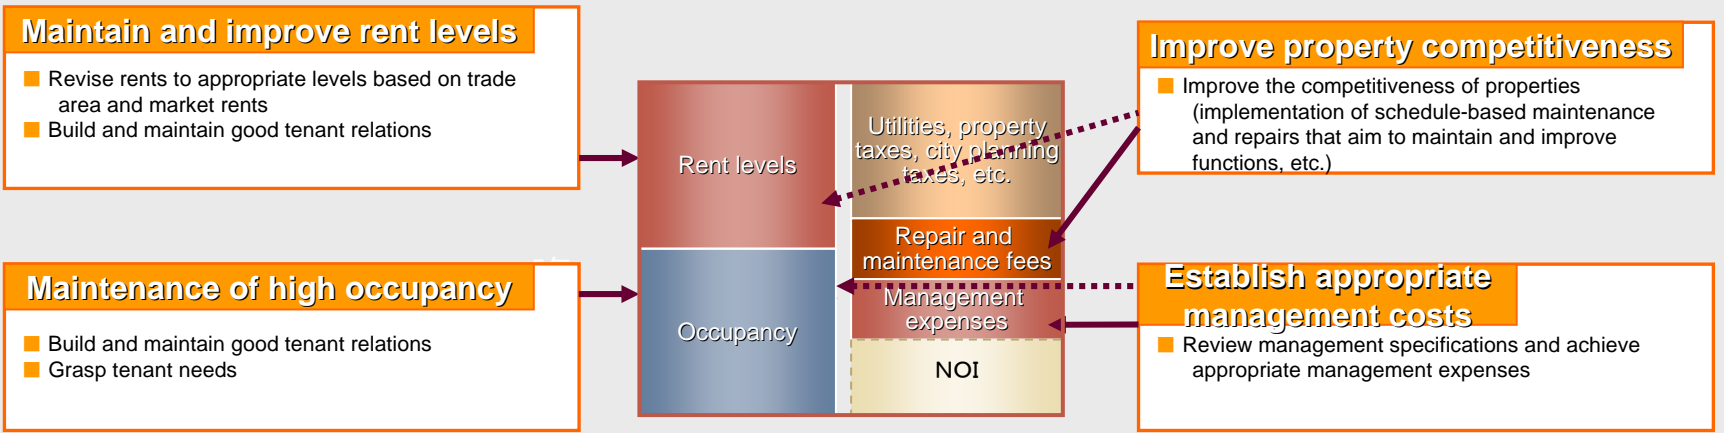 Maintain and improve rent levels
Revise rents to appropriate levels based on trade
area and market rents
Build and maintain good tenant relations
Maintenance of high occupancy
Build and maintain good tenant relations
Grasp tenant needs
Rent levels
Occupancy
Utilities, property
taxes, city planning
taxes, etc.
Repair and
maintenance fees
Management
expenses
NOI
Improve property competitiveness
Improve the competitiveness of properties
(implementation of schedule-based maintenance
and repairs that aim to maintain and improve
functions, etc.)
Establish appropriate
management costs
Review management specifications and achieve
appropriate management expenses